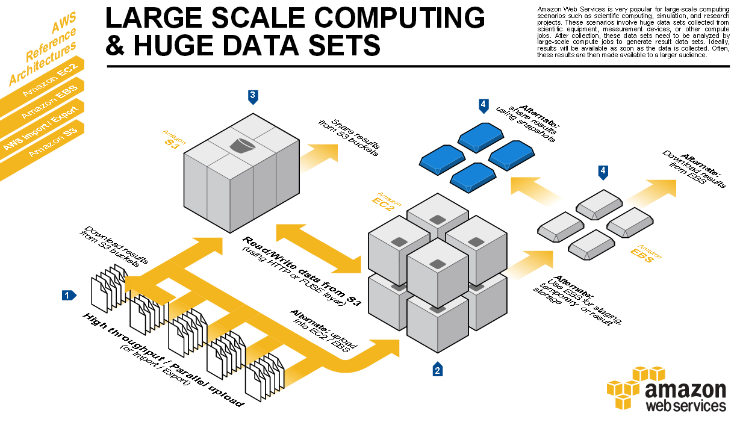 AWS
Reference
Architectures
Amazon EC2
Amazon EBS
AWS Import / Export
Amazon S3
LARGE SCALE COMPUTING
& HUGE DATA SETS
Amazon Web Services is very popular for large-scale computing
scenarios such as scientific computing, simulation, and research
projects. These scenarios involve huge data sets collected from
scientific equipment, measurement devices, or other compute
jobs. After collection, these data sets need to be analyzed by
large-scale compute jobs to generate result data sets. Ideally,
results will be available as soon as the data is collected. Often,
these results are then made available to a larger audience.
3
Amazon
S3
Share results
from S3 buckets
4
Alternate:
share results
using snapshots
4
Alternate:
Download results
from EBS
Amazon
EC2
Amazon
EBS
Download results
from S3 buckets
Read/Write data from S3
(using HTTP or FUSE layer)
Alternate:
Use EBS for staging,
temporary, or result
storage
1
High throughput / Parallel upload
(or Import / Export)
Alternate: upload
into EC2 / EBS
2
amazon
web services